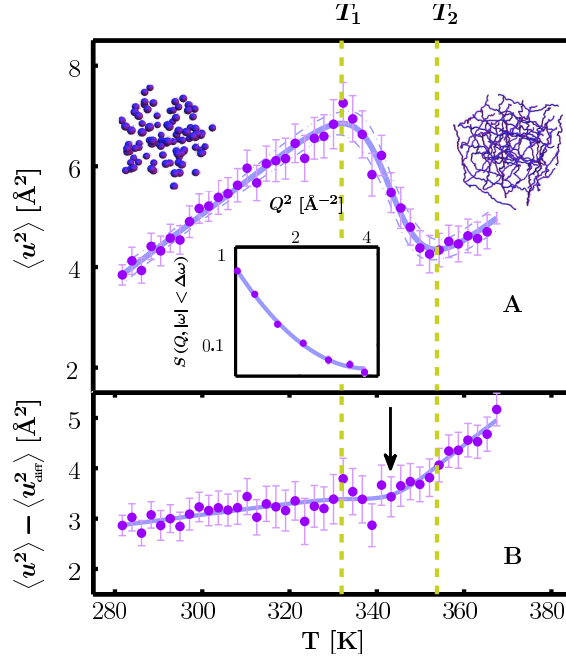 T₁ T₂
8
6
4
2
⟨u²⟩ [Å²]
Q² [Å⁻²]
2 4
1
0.1
S(Q, |ω| < Δω)
A
5
4
3
2
⟨u²⟩ − ⟨u²_diff⟩ [Å²]
B
280 300 320 340 360 380
T [K]